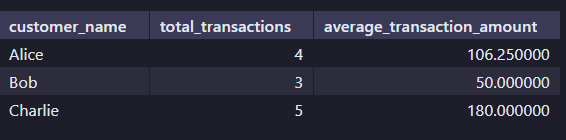 customer_name total_transactions average_transaction_amount
Alice 4 106.250000
Bob 3 50.000000
Charlie 5 180.000000